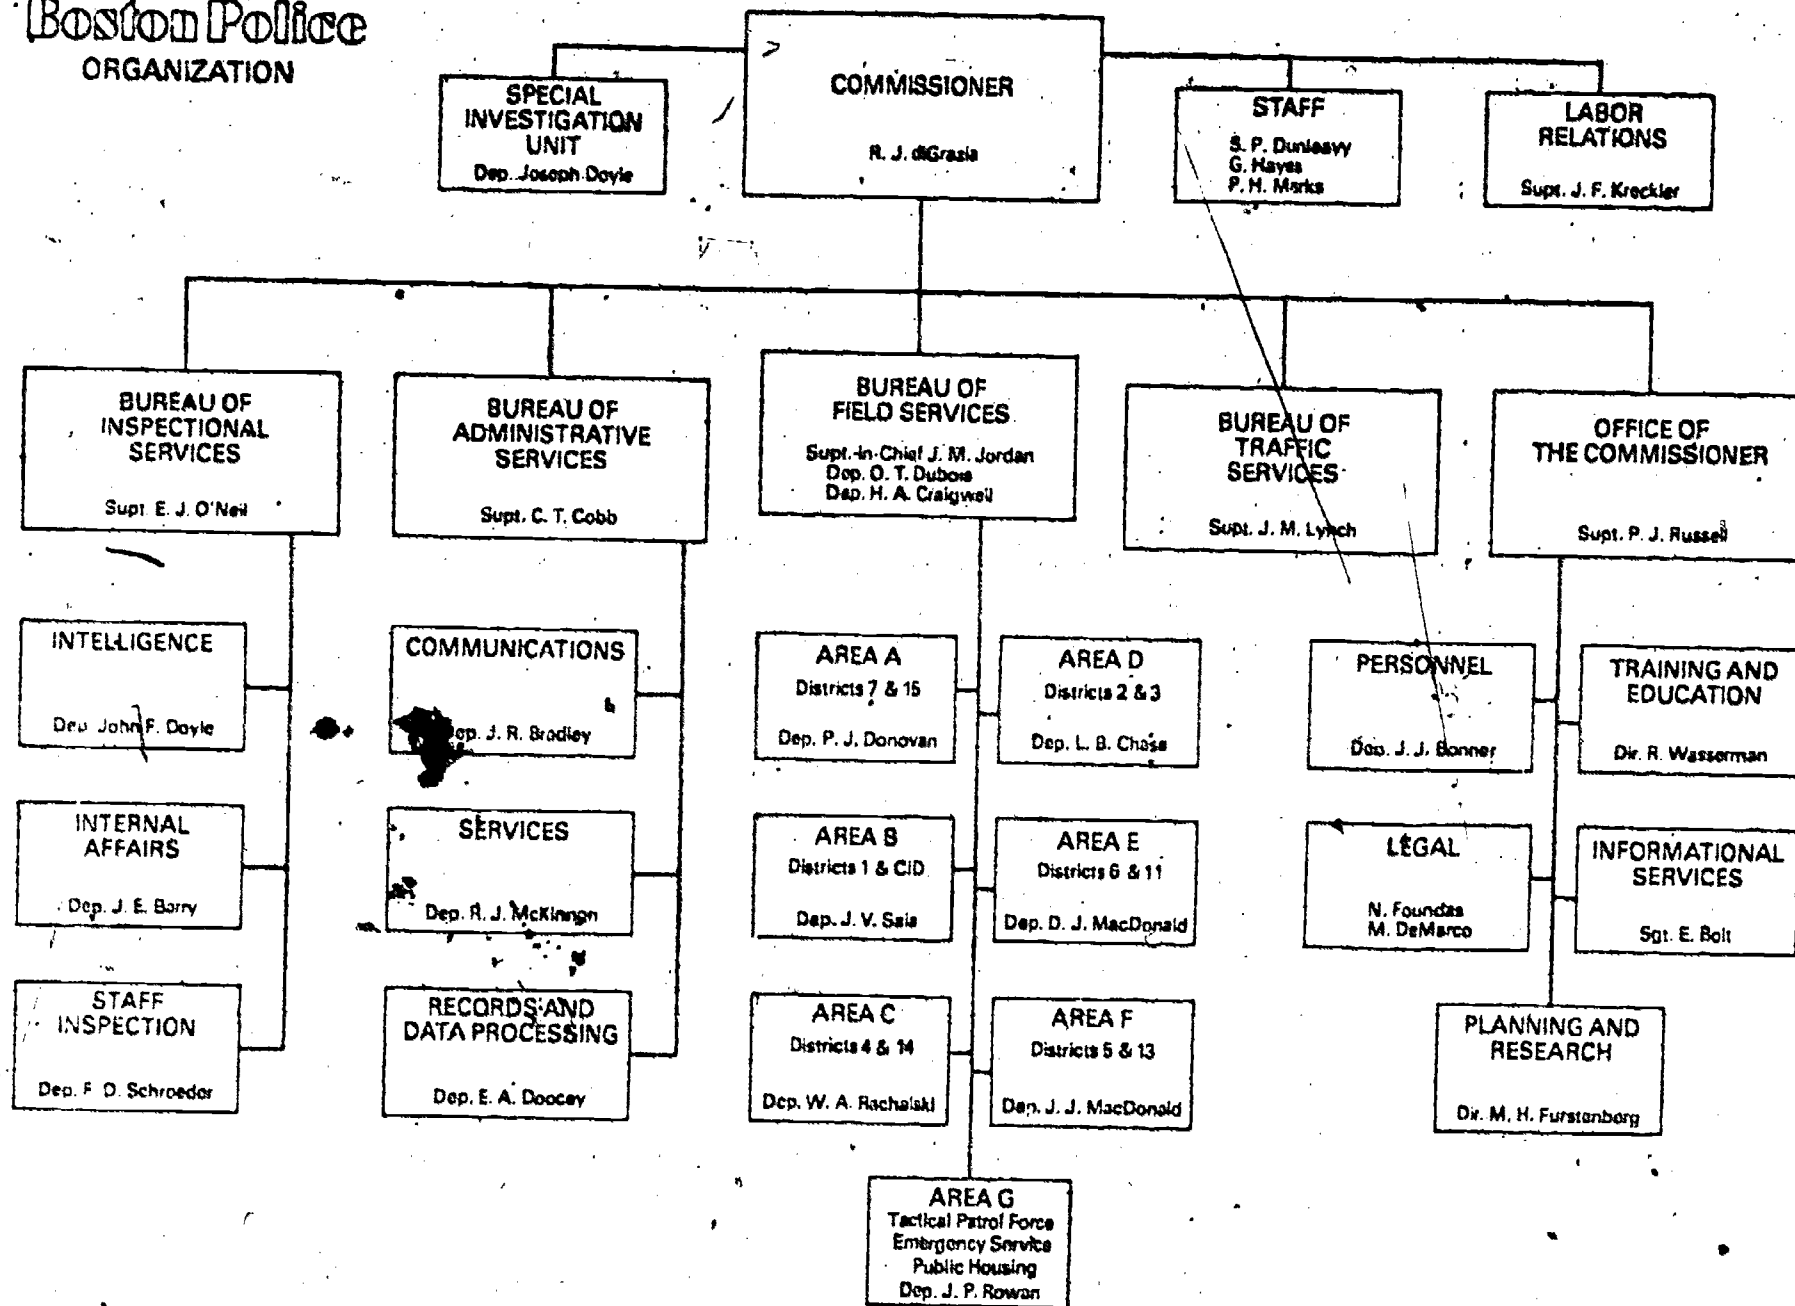 Boston Police
ORGANIZATION
COMMISSIONER
R. J. diGrazia
SPECIAL
INVESTIGATION
UNIT
Dep. Joseph Doyle
STAFF
S. P. Dunleavy
G. Hayes
P. H. Marks
LABOR
RELATIONS
Supt. J. F. Kreckler
BUREAU OF
INSPECTIONAL
SERVICES
Supt. E. J. O'Neil
BUREAU OF
ADMINISTRATIVE
SERVICES
Supt. C. T. Cobb
BUREAU OF
FIELD SERVICES
Supt.-in-Chief J. M. Jordan
Dep. O. T. Dubois
Dep. H. A. Craigwell
BUREAU OF
TRAFFIC
SERVICES
Supt. J. M. Lynch
OFFICE OF
THE COMMISSIONER
Supt. P. J. Russell
INTELLIGENCE
Dep. John F. Doyle
INTERNAL
AFFAIRS
Dep. J. E. Barry
STAFF
INSPECTION
Dep. F. D. Schroeder
COMMUNICATIONS
Dep. J. R. Bradley
SERVICES
Dep. R. J. McKinnon
RECORDS AND
DATA PROCESSING
Dep. E. A. Doocey
AREA A
Districts 7 & 15
Dep. P. J. Donovan
AREA D
Districts 2 & 3
Dep. L. B. Chase
AREA B
Districts 1 & CID
Dep. J. V. Saia
AREA E
Districts 6 & 11
Dep. D. J. MacDonald
AREA C
Districts 4 & 14
Dep. W. A. Rachalski
AREA F
Districts 5 & 13
Dep. J. J. MacDonald
AREA G
Tactical Patrol Force
Emergency Service
Public Housing
Dep. J. P. Rowan
PERSONNEL
Dep. J. J. Bonner
TRAINING AND
EDUCATION
Dir. R. Wasserman
LEGAL
N. Foundas
M. DeMarco
INFORMATIONAL
SERVICES
Sgt. E. Bolt
PLANNING AND
RESEARCH
Dir. M. H. Furstenberg